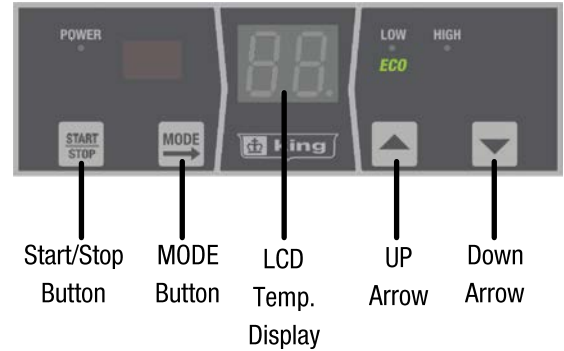 POWER
LOW HIGH
ECO
88.
START
STOP
MODE
king
Start/Stop
Button
MODE
Button
LCD
Temp.
Display
UP
Arrow
Down
Arrow